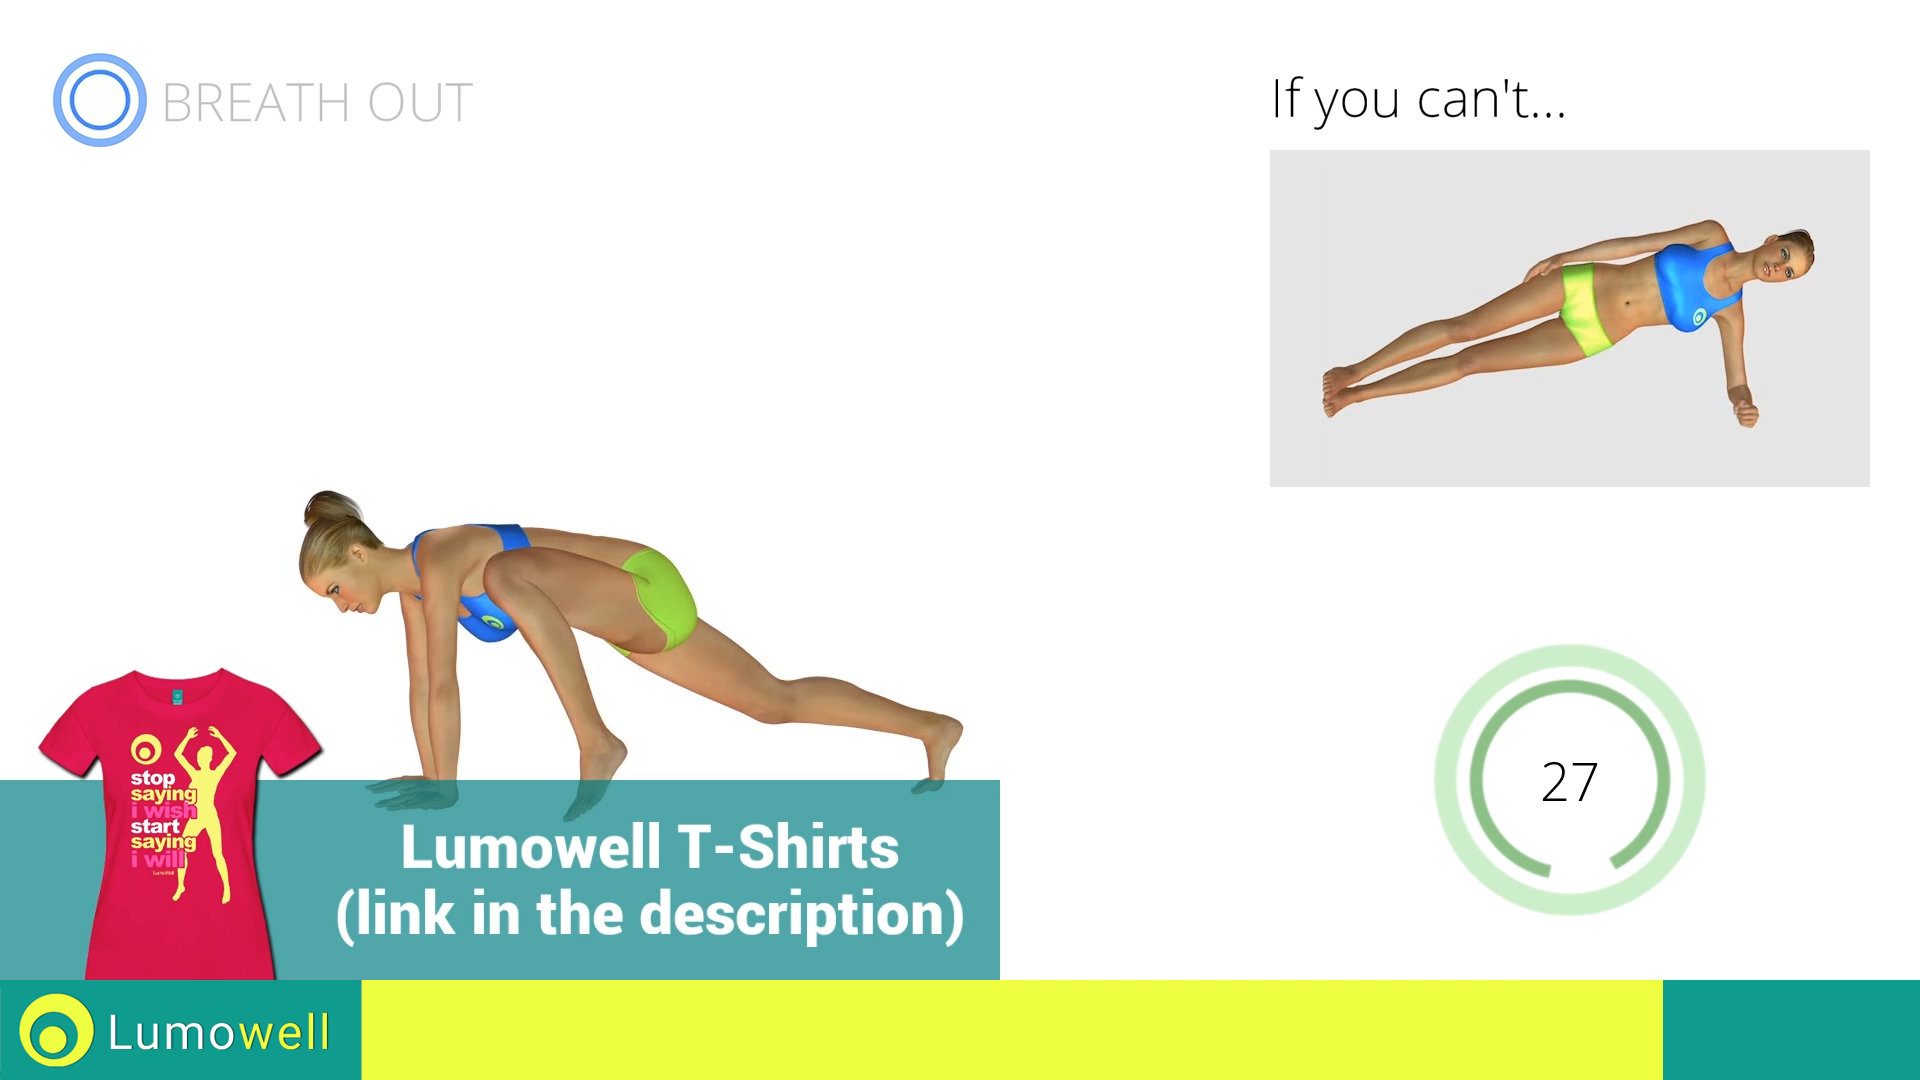 BREATH OUT
If you can't...
27
stop
saying
i wish
start
saying
i will
LumoWell
Lumowell T-Shirts
(link in the description)
Lumowell